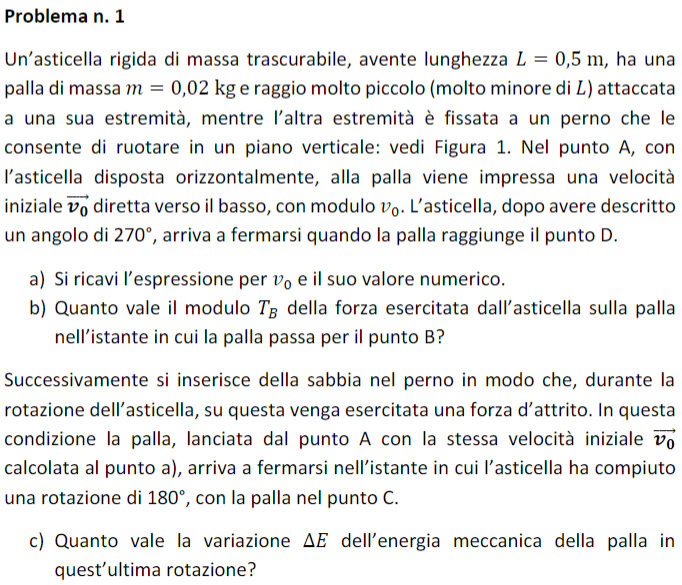 Problema n. 1
Un'asticella rigida di massa trascurabile, avente lunghezza L = 0,5 m, ha una
palla di massa m = 0,02 kg e raggio molto piccolo (molto minore di L) attaccata
a una sua estremità, mentre l'altra estremità è fissata a un perno che le
consente di ruotare in un piano verticale: vedi Figura 1. Nel punto A, con
l'asticella disposta orizzontalmente, alla palla viene impressa una velocità
iniziale v₀⃗ diretta verso il basso, con modulo v₀. L'asticella, dopo avere descritto
un angolo di 270°, arriva a fermarsi quando la palla raggiunge il punto D.
a) Si ricavi l'espressione per v₀ e il suo valore numerico.
b) Quanto vale il modulo T_B della forza esercitata dall'asticella sulla palla
nell'istante in cui la palla passa per il punto B?
Successivamente si inserisce della sabbia nel perno in modo che, durante la
rotazione dell'asticella, su questa venga esercitata una forza d'attrito. In questa
condizione la palla, lanciata dal punto A con la stessa velocità iniziale v₀⃗
calcolata al punto a), arriva a fermarsi nell'istante in cui l'asticella ha compiuto
una rotazione di 180°, con la palla nel punto C.
c) Quanto vale la variazione ΔE dell'energia meccanica della palla in
quest'ultima rotazione?